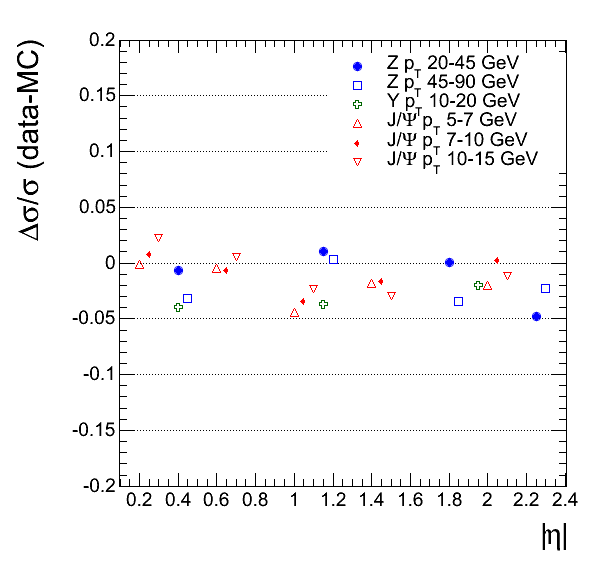 Δσ/σ (data-MC)
0.2
0.15
0.1
0.05
0
-0.05
-0.1
-0.15
-0.2
Z p_T 20-45 GeV
Z p_T 45-90 GeV
Y p_T 10-20 GeV
J/Ψ p_T 5-7 GeV
J/Ψ p_T 7-10 GeV
J/Ψ p_T 10-15 GeV
0.2 0.4 0.6 0.8 1 1.2 1.4 1.6 1.8 2 2.2 2.4
|η|